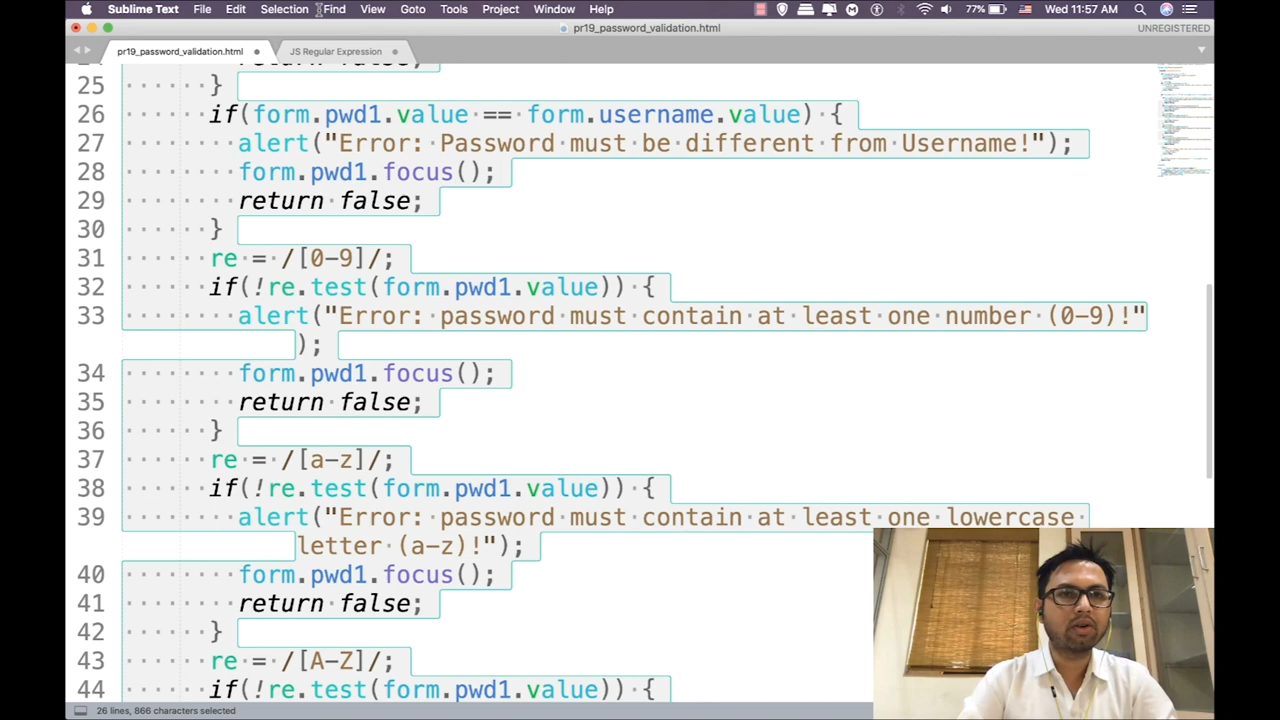 Sublime Text File Edit Selection Find View Goto Tools Project Window Help 77% Wed 11:57 AM
pr19_password_validation.html UNREGISTERED
pr19_password_validation.html JS Regular Expression
25 }
26 if(form.pwd1.value == form.username.value) {
27 alert("Error: Password must be different from Username!");
28 form.pwd1.focus();
29 return false;
30 }
31 re = /[0-9]/;
32 if(!re.test(form.pwd1.value)) {
33 alert("Error: password must contain at least one number (0-9)!"
);
34 form.pwd1.focus();
35 return false;
36 }
37 re = /[a-z]/;
38 if(!re.test(form.pwd1.value)) {
39 alert("Error: password must contain at least one lowercase
letter (a-z)!");
40 form.pwd1.focus();
41 return false;
42 }
43 re = /[A-Z]/;
44 if(!re.test(form.pwd1.value)) {
26 lines, 866 characters selected